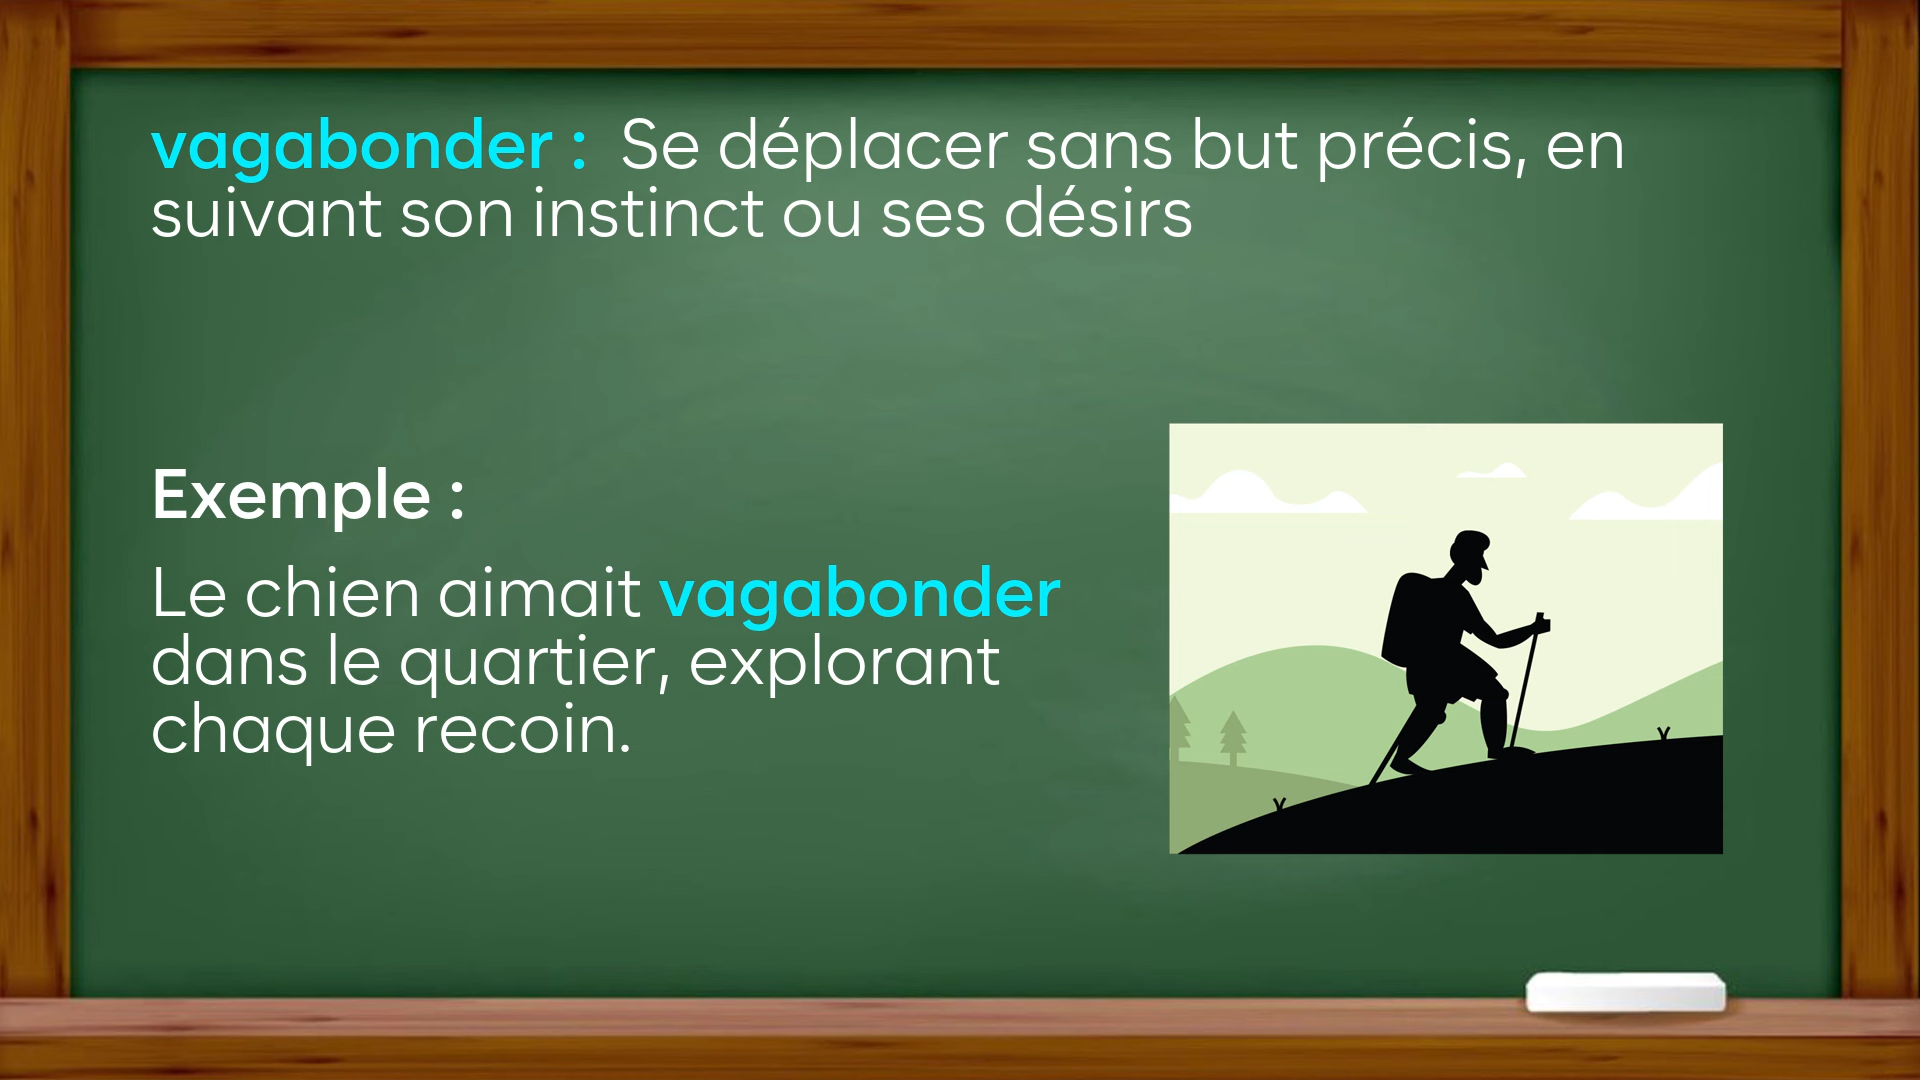 vagabonder : Se déplacer sans but précis, en
suivant son instinct ou ses désirs
Exemple :
Le chien aimait vagabonder
dans le quartier, explorant
chaque recoin.